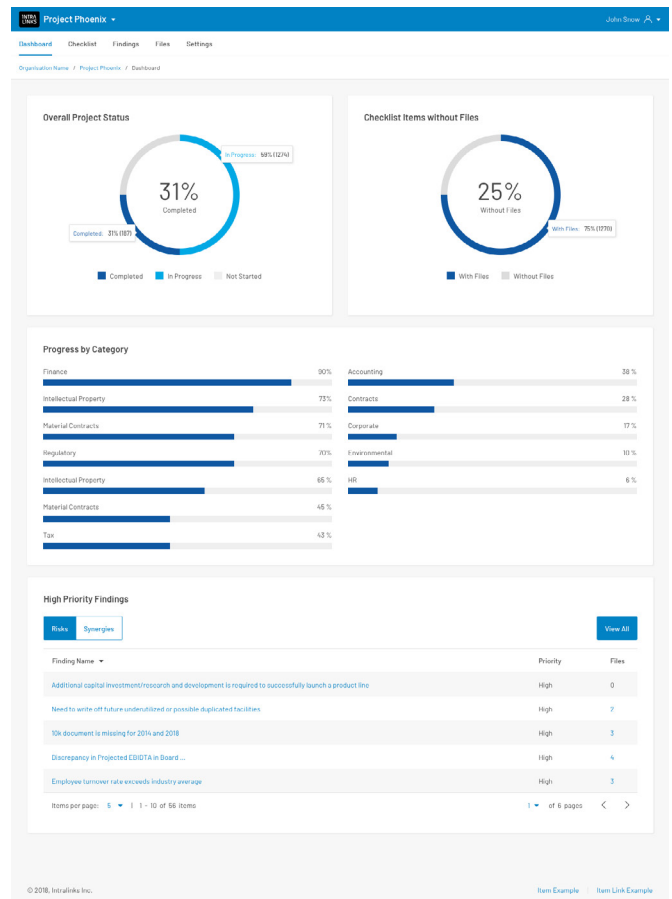 INTRA
LINKS
Project Phoenix
John Snow
Dashboard Checklist Findings Files Settings
Organisation Name / Project Phoenix / Dashboard
Overall Project Status
In Progress: 59% (1274)
31%
Completed
Completed: 31% (187)
Completed In Progress Not Started
Checklist Items without Files
25%
Without Files
With Files: 75% (1270)
With Files Without Files
Progress by Category
Finance 90%
Intellectual Property 73%
Material Contracts 71 %
Regulatory 70%
Intellectual Property 65 %
Material Contracts 45 %
Tax 43 %
Accounting 38 %
Contracts 28 %
Corporate 17 %
Environmental 10 %
HR 6 %
High Priority Findings
Risks Synergies View All
Finding Name Priority Files
Additional capital investment/research and development is required to successfully launch a product line High 0
Need to write off future underutilized or possible duplicated facilities High 2
10k document is missing for 2014 and 2018 High 3
Discrepancy in Projected EBIDTA in Board ... High 4
Employee turnover rate exceeds industry average High 3
Items per page: 5 | 1 - 10 of 56 items 1 of 6 pages
© 2018, Intralinks Inc. Item Example Item Link Example